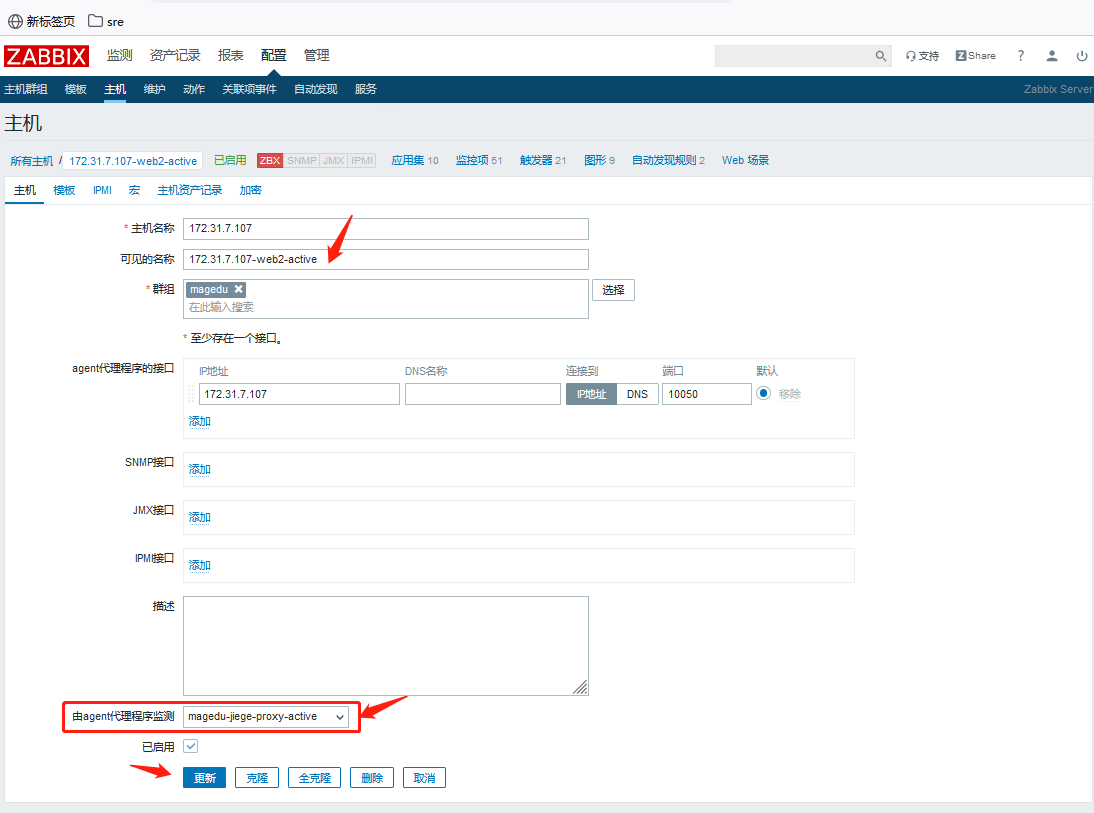 新标签页 sre
ZABBIX 监测 资产记录 报表 配置 管理 支持 Z Share ?
主机群组 模板 主机 维护 动作 关联项事件 自动发现 服务 Zabbix Server
主机
所有主机 / 172.31.7.107-web2-active 已启用 ZBX SNMP JMX IPMI 应用集 10 监控项 51 触发器 21 图形 9 自动发现规则 2 Web 场景
主机 模板 IPMI 宏 主机资产记录 加密
* 主机名称 172.31.7.107
可见的名称 172.31.7.107-web2-active
* 群组 magedu 选择
在此输入搜索
* 至少存在一个接口。
agent代理程序的接口 IP地址 DNS名称 连接到 端口 默认
172.31.7.107 IP地址 DNS 10050 移除
添加
SNMP接口 添加
JMX接口 添加
IPMI接口 添加
描述
由agent代理程序监测 magedu-jiege-proxy-active
已启用
更新 克隆 全克隆 删除 取消